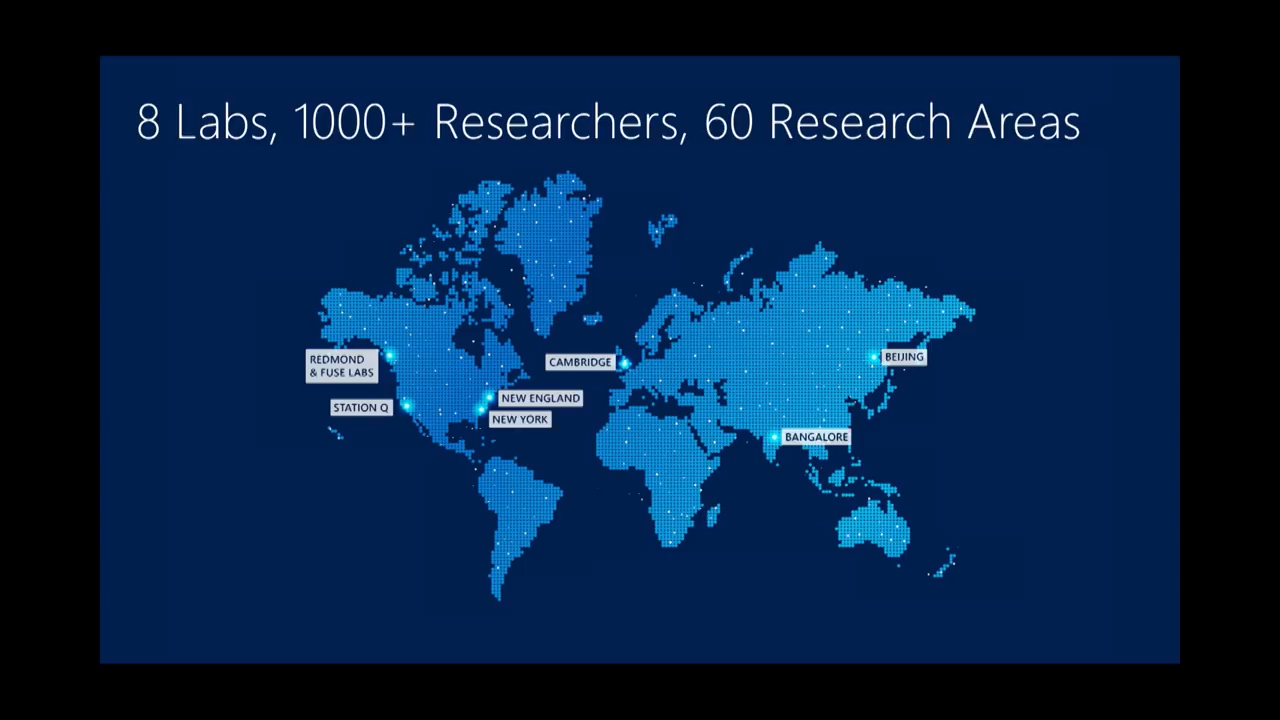 8 Labs, 1000+ Researchers, 60 Research Areas
REDMOND
& FUSE LABS
STATION Q
NEW ENGLAND
NEW YORK
CAMBRIDGE
BEIJING
BANGALORE